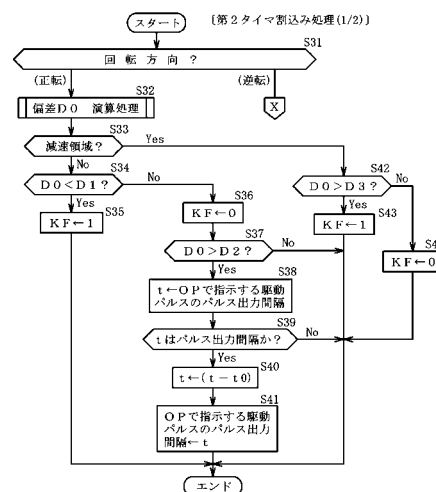 [第2タイマ割込み処理(1/2)]
スタート
S31
回転方向?
(正転)
(逆転)
S32
偏差D0 演算処理
X
S33
減速領域?
Yes
No
S34
S42
D0<D1?
No
D0>D3?
No
Yes
S35
S36
Yes
S43
KF←1
KF←0
KF←1
S37
D0>D2?
No
KF←0
Yes
S38
t←OPで指示する駆動
パルスのパルス出力間隔
S39
tはパルス出力間隔か?
No
Yes
S40
t←(t-t0)
S41
OPで指示する駆動
パルスのパルス出力
間隔←t
エンド